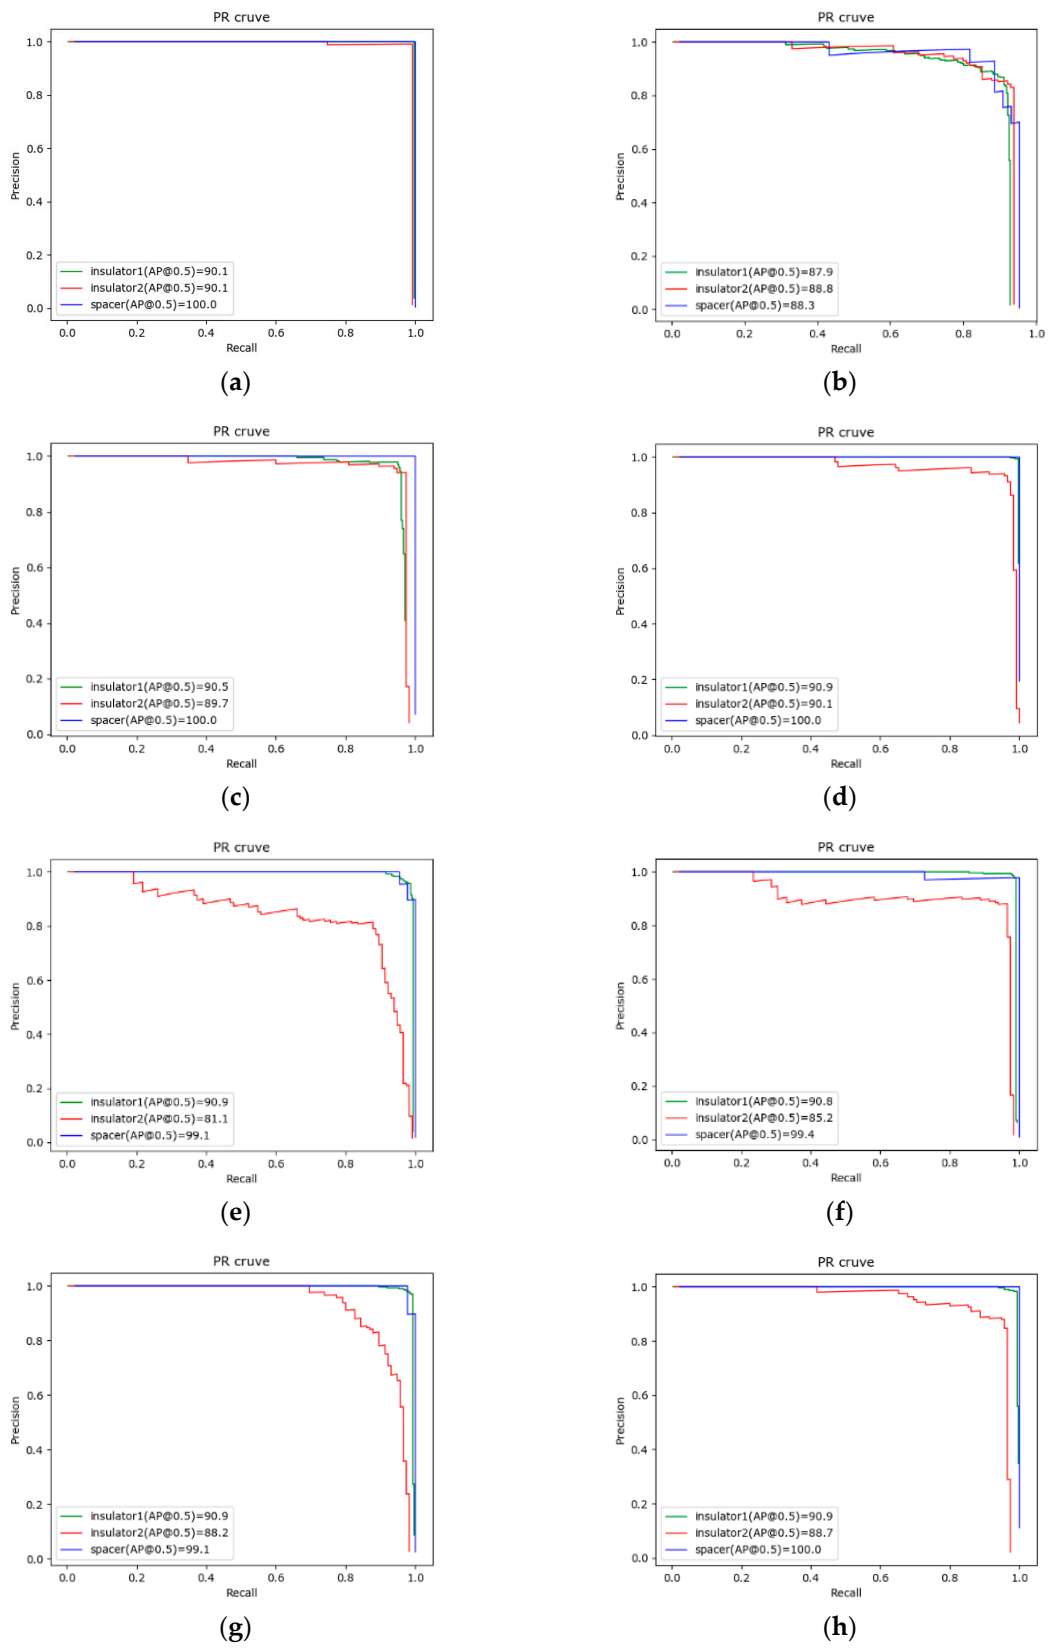 PR cruve
1.0
0.8
0.6
0.4
0.2
0.0
Precision
insulator1(AP@0.5)=90.1
insulator2(AP@0.5)=90.1
spacer(AP@0.5)=100.0
0.0 0.2 0.4 0.6 0.8 1.0
Recall
(a)
PR cruve
1.0
0.8
0.6
0.4
0.2
0.0
Precision
insulator1(AP@0.5)=87.9
insulator2(AP@0.5)=88.8
spacer(AP@0.5)=88.3
0.0 0.2 0.4 0.6 0.8 1.0
Recall
(b)
PR cruve
1.0
0.8
0.6
0.4
0.2
0.0
Precision
insulator1(AP@0.5)=90.5
insulator2(AP@0.5)=89.7
spacer(AP@0.5)=100.0
0.0 0.2 0.4 0.6 0.8 1.0
Recall
(c)
PR cruve
1.0
0.8
0.6
0.4
0.2
0.0
Precision
insulator1(AP@0.5)=90.9
insulator2(AP@0.5)=90.1
spacer(AP@0.5)=100.0
0.0 0.2 0.4 0.6 0.8 1.0
Recall
(d)
PR cruve
1.0
0.8
0.6
0.4
0.2
0.0
Precision
insulator1(AP@0.5)=90.9
insulator2(AP@0.5)=81.1
spacer(AP@0.5)=99.1
0.0 0.2 0.4 0.6 0.8 1.0
Recall
(e)
PR cruve
1.0
0.8
0.6
0.4
0.2
0.0
Precision
insulator1(AP@0.5)=90.8
insulator2(AP@0.5)=85.2
spacer(AP@0.5)=99.4
0.0 0.2 0.4 0.6 0.8 1.0
Recall
(f)
PR cruve
1.0
0.8
0.6
0.4
0.2
0.0
Precision
insulator1(AP@0.5)=90.9
insulator2(AP@0.5)=88.2
spacer(AP@0.5)=99.1
0.0 0.2 0.4 0.6 0.8 1.0
Recall
(g)
PR cruve
1.0
0.8
0.6
0.4
0.2
0.0
Precision
insulator1(AP@0.5)=90.9
insulator2(AP@0.5)=88.7
spacer(AP@0.5)=100.0
0.0 0.2 0.4 0.6 0.8 1.0
Recall
(h)